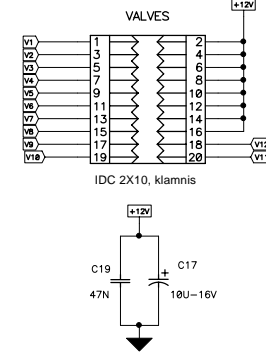 +12V
VALVES
V1 1 2
V2 3 4
V3 5 6
V4 7 8
V5 9 10
V6 11 12
V7 13 14
V8 15 16
V9 17 18 V12
V10 19 20 V11
IDC 2X10, klamnis
+12V
C19 + C17
47N 10U-16V